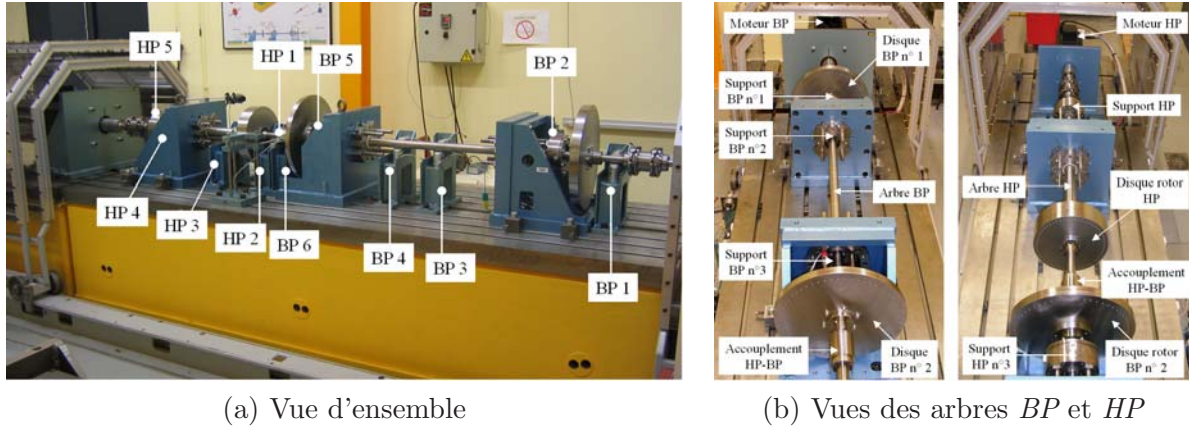 HP 5
HP 1
BP 5
BP 2
HP 4
HP 3
HP 2
BP 6
BP 4
BP 3
BP 1
Moteur BP
Disque
BP n° 1
Support
BP n°1
Support
BP n°2
Arbre BP
Support
BP n°3
Accouplement
HP-BP
Disque
BP n° 2
Moteur HP
Support HP
Arbre HP
Disque rotor
HP
Accouplement
HP-BP
Support
HP n°3
Disque rotor
BP n° 2
(a) Vue d'ensemble
(b) Vues des arbres BP et HP